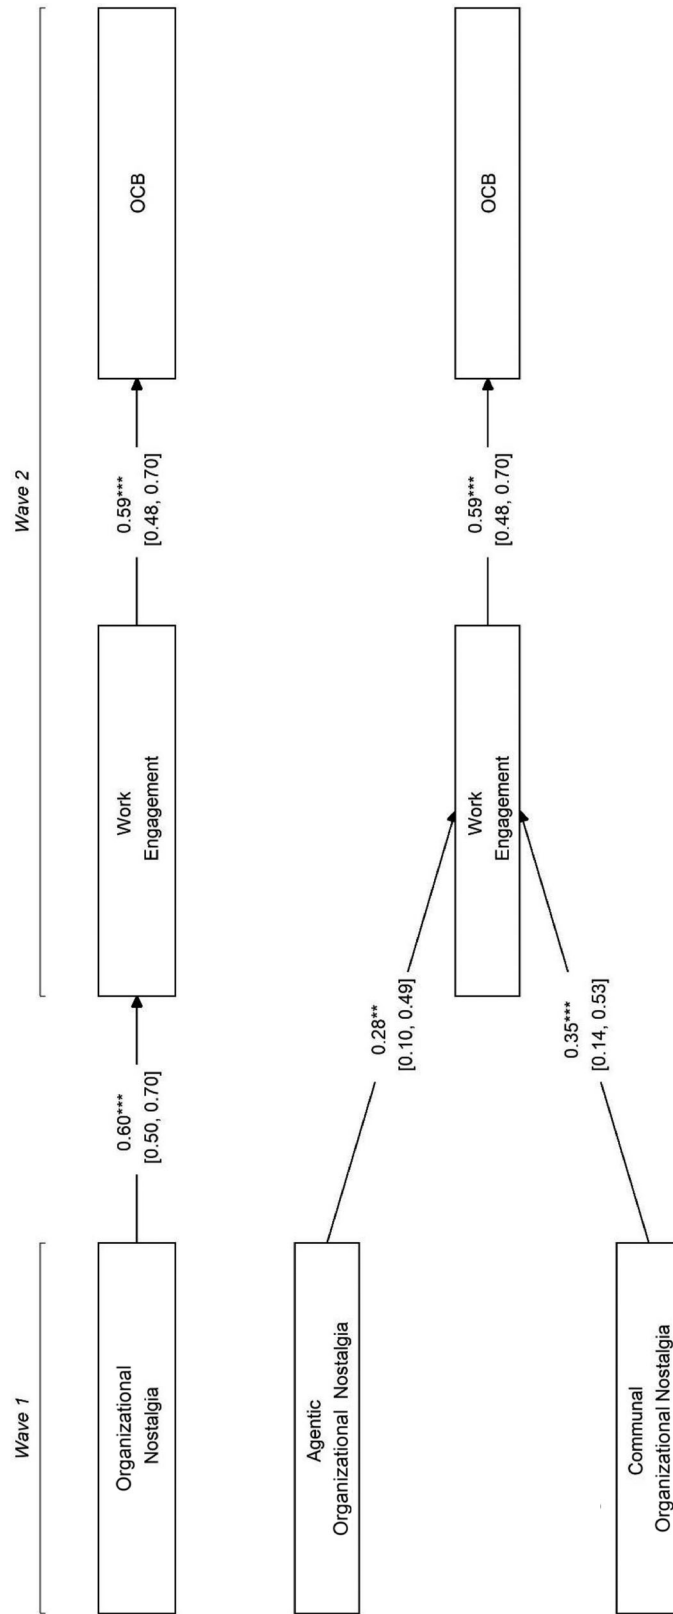 Wave 1
Wave 2
Organizational
Nostalgia
0.60***
[0.50, 0.70]
Work
Engagement
0.59***
[0.48, 0.70]
OCB
Agentic
Organizational Nostalgia
0.28**
[0.10, 0.49]
Communal
Organizational Nostalgia
0.35***
[0.14, 0.53]
Work
Engagement
0.59***
[0.48, 0.70]
OCB